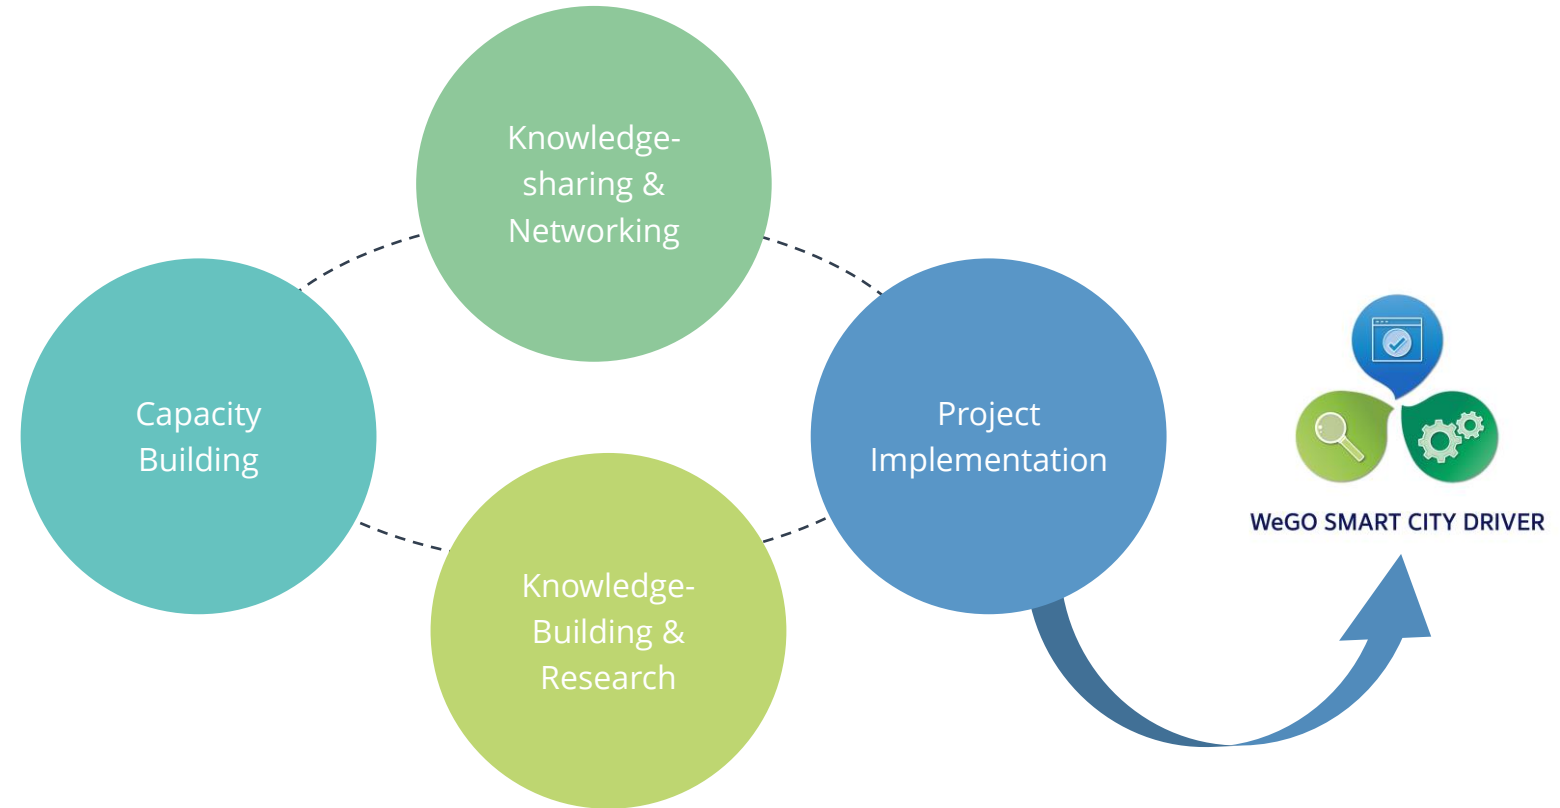 Knowledge-
sharing &
Networking
Capacity
Building
Project
Implementation
Knowledge-
Building &
Research
WeGO SMART CITY DRIVER